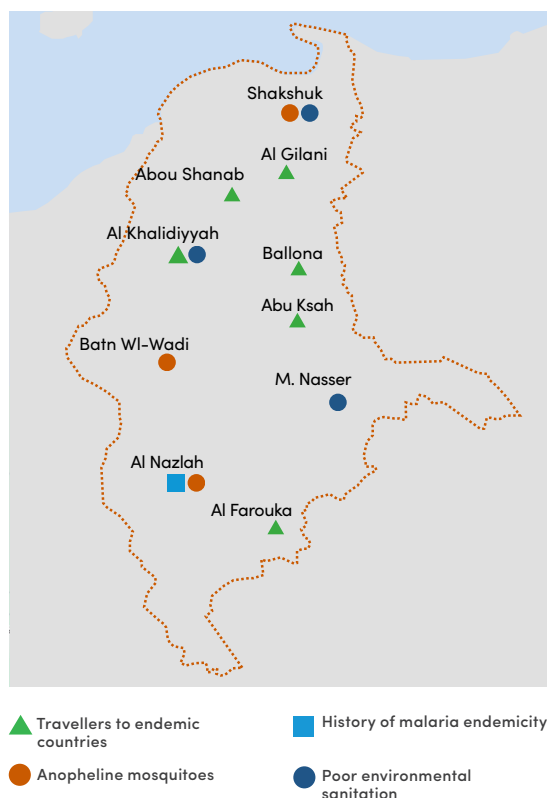 Shakshuk
Al Gilani
Abou Shanab
Al Khalidiyyah
Ballona
Abu Ksah
Batn Wl-Wadi
M. Nasser
Al Nazlah
Al Farouka
Travellers to endemic
countries
History of malaria endemicity
Anopheline mosquitoes
Poor environmental
sanitation